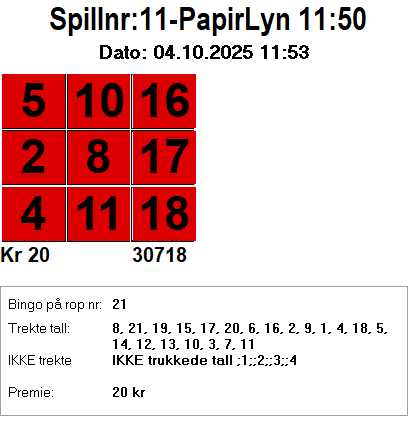 Spillnr:11-PapirLyn 11:50
Dato: 04.10.2025 11:53
5 10 16
2 8 17
4 11 18
Kr 20 30718
Bingo på rop nr: 21
Trekte tall: 8, 21, 19, 15, 17, 20, 6, 16, 2, 9, 1, 4, 18, 5,
14, 12, 13, 10, 3, 7, 11
IKKE trekte IKKE trukkede tall ;1;;2;;3;;4
Premie: 20 kr